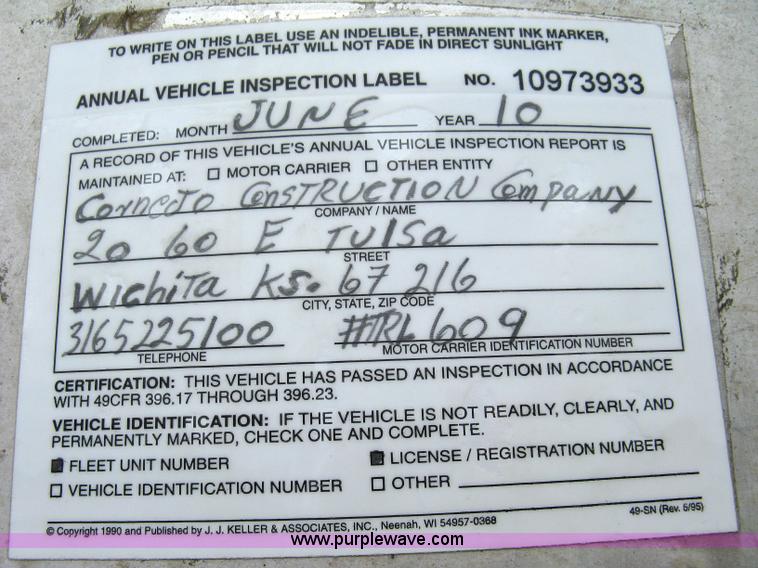 TO WRITE ON THIS LABEL USE AN INDELIBLE, PERMANENT INK MARKER,
PEN OR PENCIL THAT WILL NOT FADE IN DIRECT SUNLIGHT
ANNUAL VEHICLE INSPECTION LABEL NO. 10973933
COMPLETED: MONTH JUNE YEAR 10
A RECORD OF THIS VEHICLE'S ANNUAL VEHICLE INSPECTION REPORT IS
MAINTAINED AT: ☐ MOTOR CARRIER ☐ OTHER ENTITY
CorneJo CONSTRUCTION Company
COMPANY / NAME
20 60 E TUlSa
STREET
WichiTa KS. 67 216
CITY, STATE, ZIP CODE
3165225100 #TRL 609
TELEPHONE MOTOR CARRIER IDENTIFICATION NUMBER
CERTIFICATION: THIS VEHICLE HAS PASSED AN INSPECTION IN ACCORDANCE
WITH 49CFR 396.17 THROUGH 396.23.
VEHICLE IDENTIFICATION: IF THE VEHICLE IS NOT READILY, CLEARLY, AND
PERMANENTLY MARKED, CHECK ONE AND COMPLETE.
■ FLEET UNIT NUMBER ■ LICENSE / REGISTRATION NUMBER
☐ VEHICLE IDENTIFICATION NUMBER ☐ OTHER
© Copyright 1990 and Published by J. J. KELLER & ASSOCIATES, INC., Neenah, WI 54957-0368 49-SN (Rev. 5/95)
www.purplewave.com